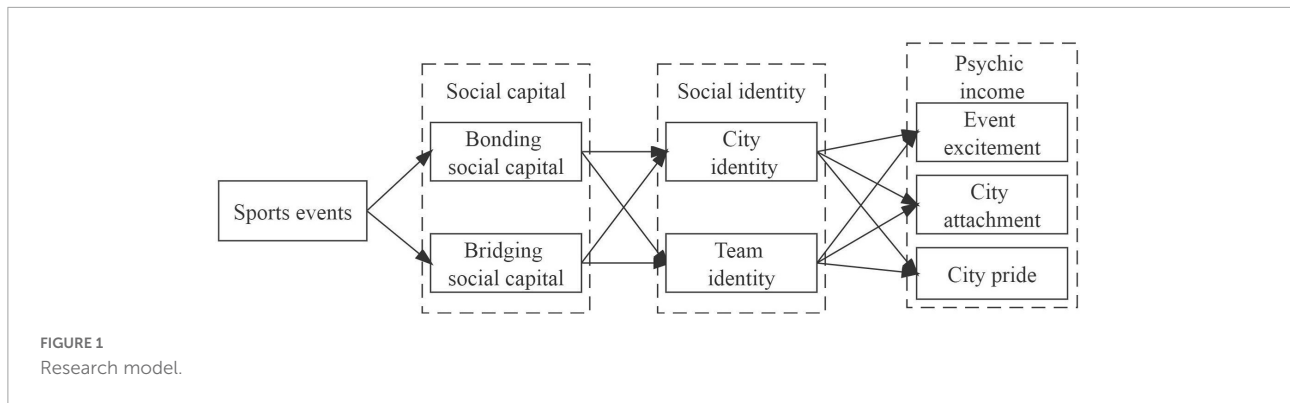 Sports events
Social capital
Bonding
social capital
Bridging
social capital
Social identity
City
identity
Team
identity
Psychic
income
Event
excitement
City
attachment
City pride
FIGURE 1
Research model.